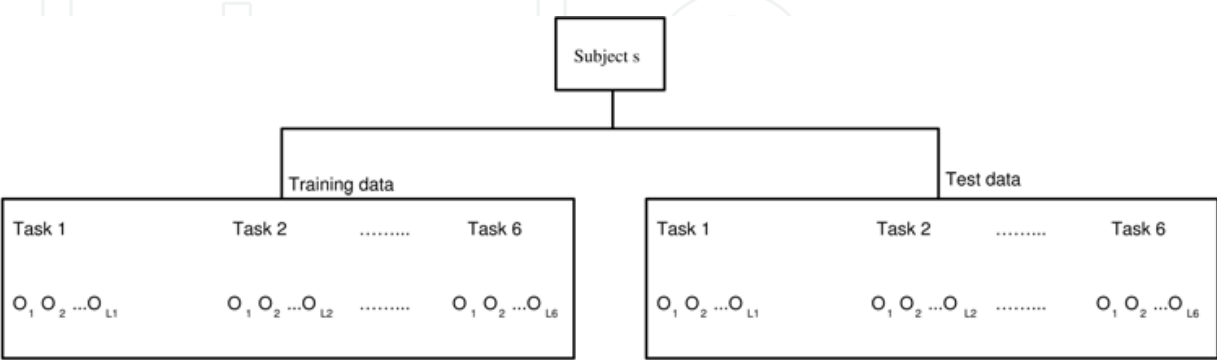 Subject s
Training data
Test data
Task 1 Task 2 ......... Task 6
O1 O2 ...OL1 O1 O2 ...OL2 ......... O1 O2 ...OL6
Task 1 Task 2 ......... Task 6
O1 O2 ...OL1 O1 O2 ...OL2 ......... O1 O2 ...OL6